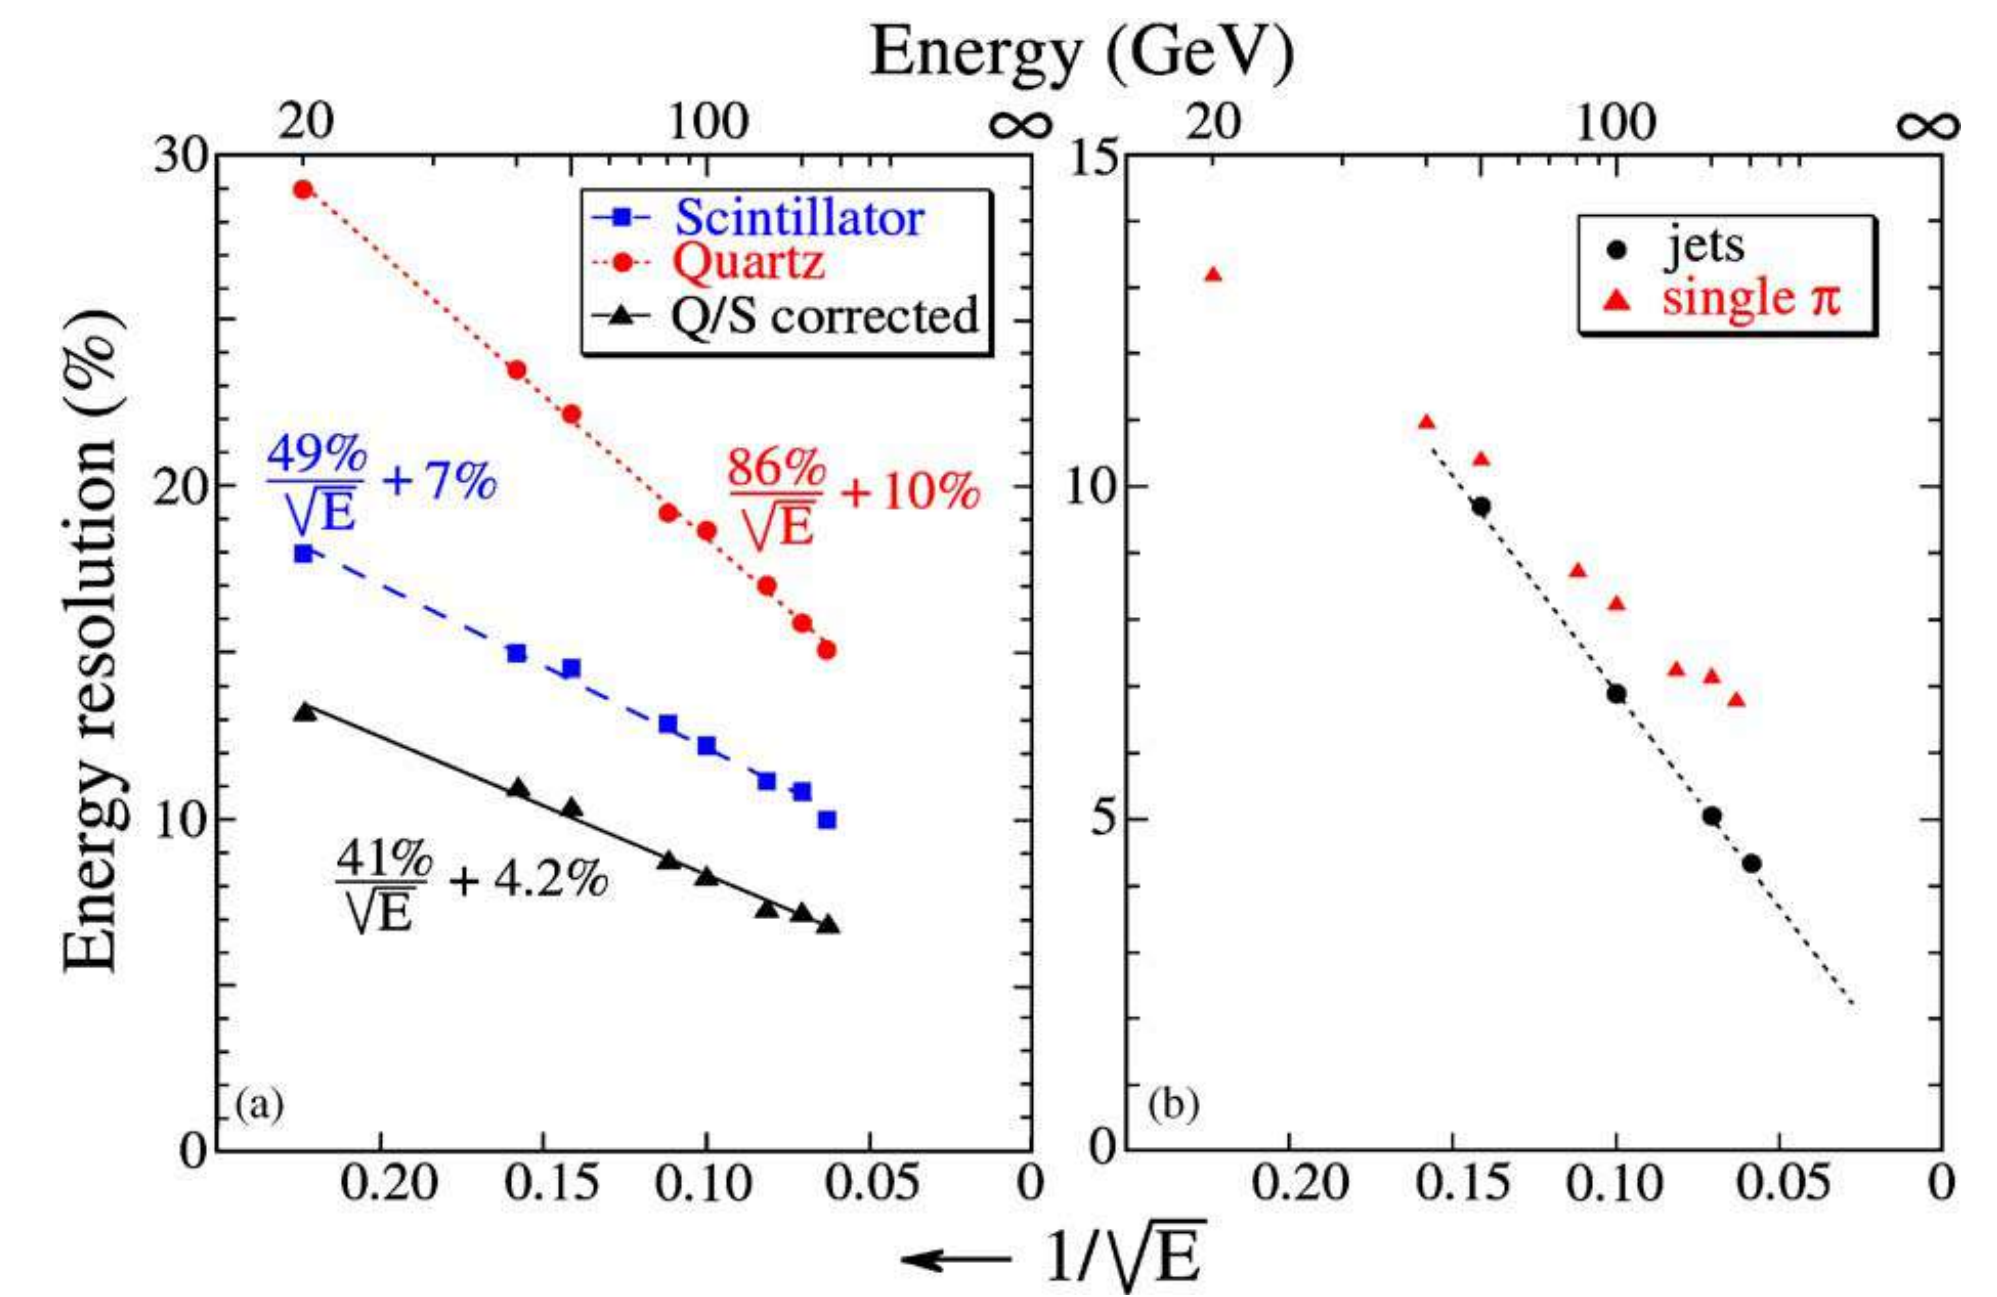 Energy (GeV)
20 100 ∞ 20 100 ∞
Energy resolution (%)
30
20
10
0
Scintillator
Quartz
Q/S corrected
49%/√E + 7%
86%/√E + 10%
41%/√E + 4.2%
(a)
0.20 0.15 0.10 0.05 0
15
10
5
0
jets
single π
(b)
0.20 0.15 0.10 0.05 0
← 1/√E